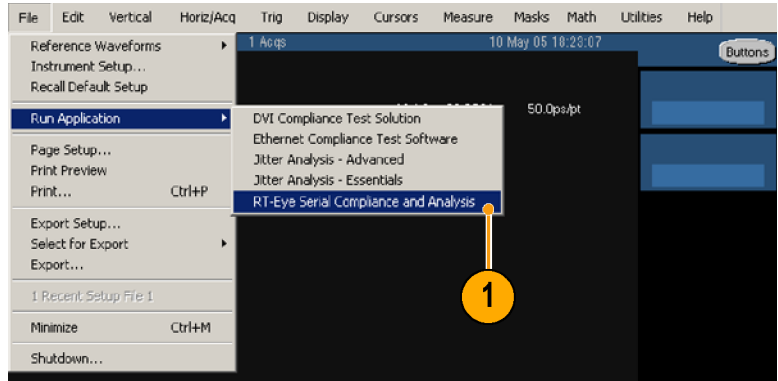 File Edit Vertical Horiz/Acq Trig Display Cursors Measure Masks Math Utilities Help
1 Acqs 10 May 05 18:23:07
Buttons
Reference Waveforms
Instrument Setup...
Recall Default Setup
50.0ps/pt
Run Application
DVI Compliance Test Solution
Ethernet Compliance Test Software
Jitter Analysis - Advanced
Jitter Analysis - Essentials
RT-Eye Serial Compliance and Analysis
Page Setup...
Print Preview
Print... Ctrl+P
Export Setup...
Select for Export
Export...
1
1 Recent Setup File 1
Minimize Ctrl+M
Shutdown...